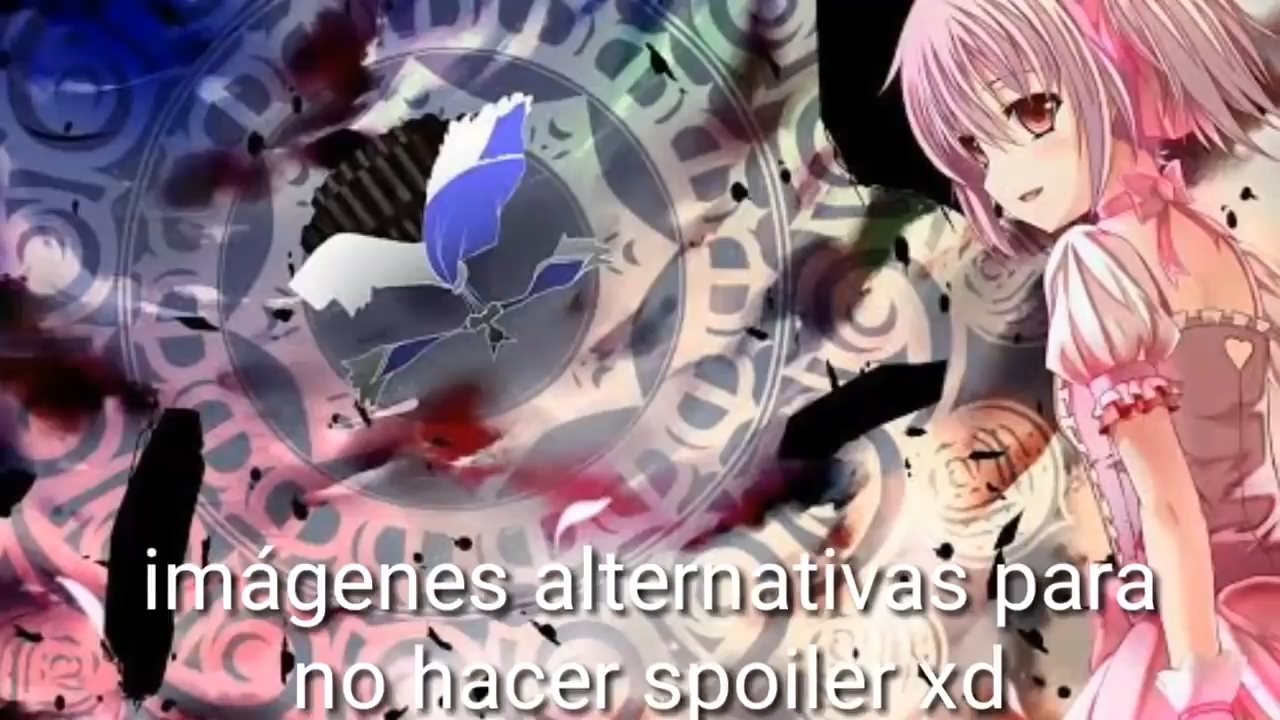 imágenes alternativas para
no hacer spoiler xd